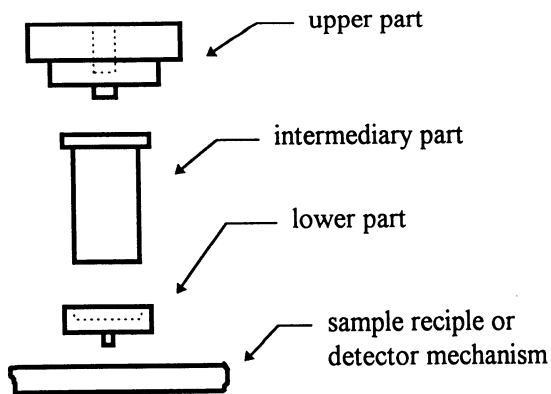 upper part
intermediary part
lower part
sample reciple or
detector mechanism